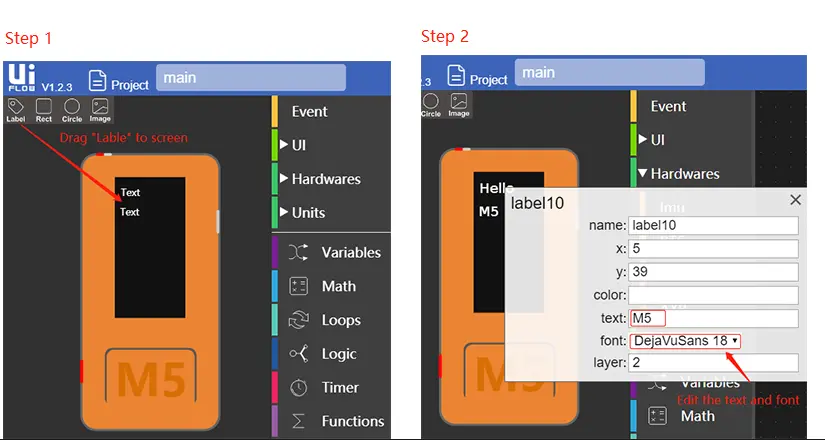 Step 1
Ui
FLOW V1.2.3
Project
main
Label
Rect
Circle
Image
Drag "Lable" to screen
Text
Text
M5
Event
UI
Hardwares
Units
Variables
Math
Loops
Logic
Timer
Functions
Step 2
2.3
Project
main
Circle
Image
Event
UI
Hardwares
Imu
Hello
M5
label10
name: label10
x: 5
y: 39
color:
text: M5
font: DejaVuSans 18
layer: 2
Edit the text and font
M5
Variables
Math